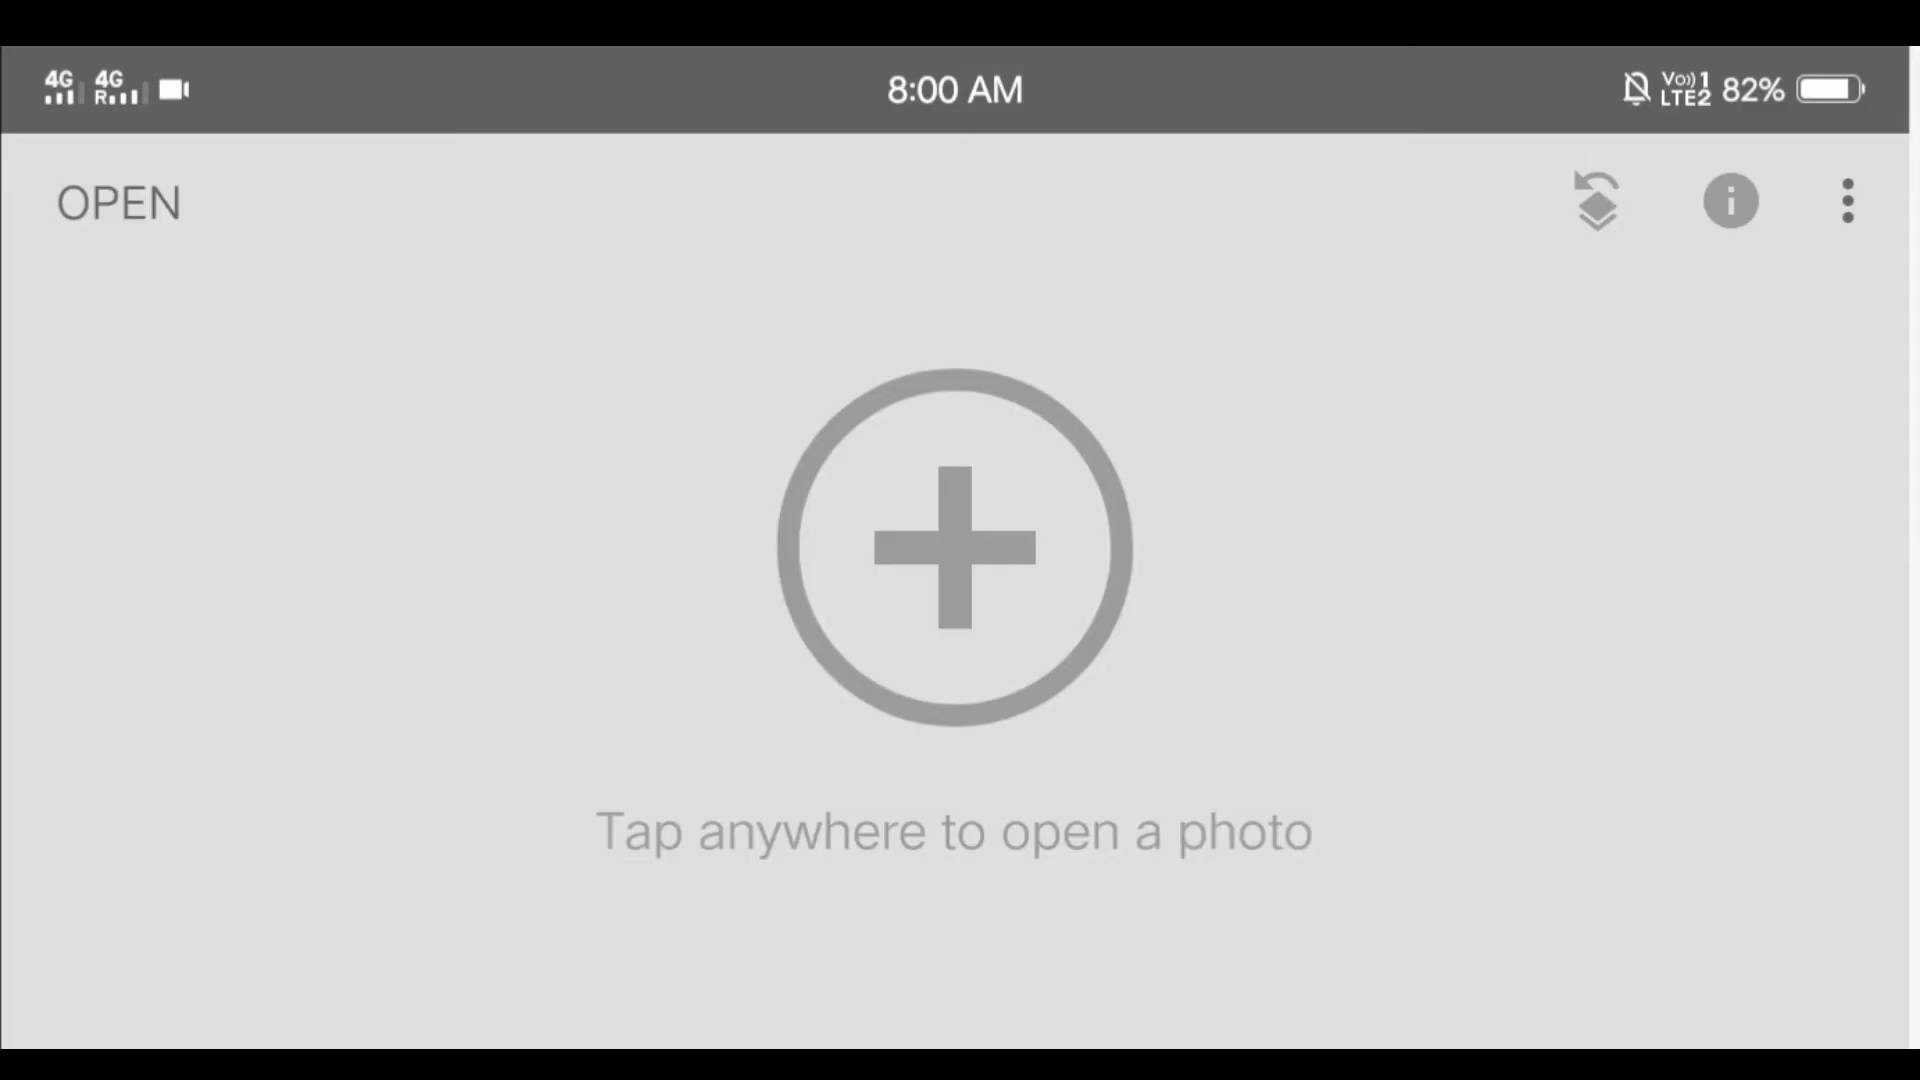 4G 4G R 8:00 AM Vo)) 1 LTE2 82%
OPEN
Tap anywhere to open a photo